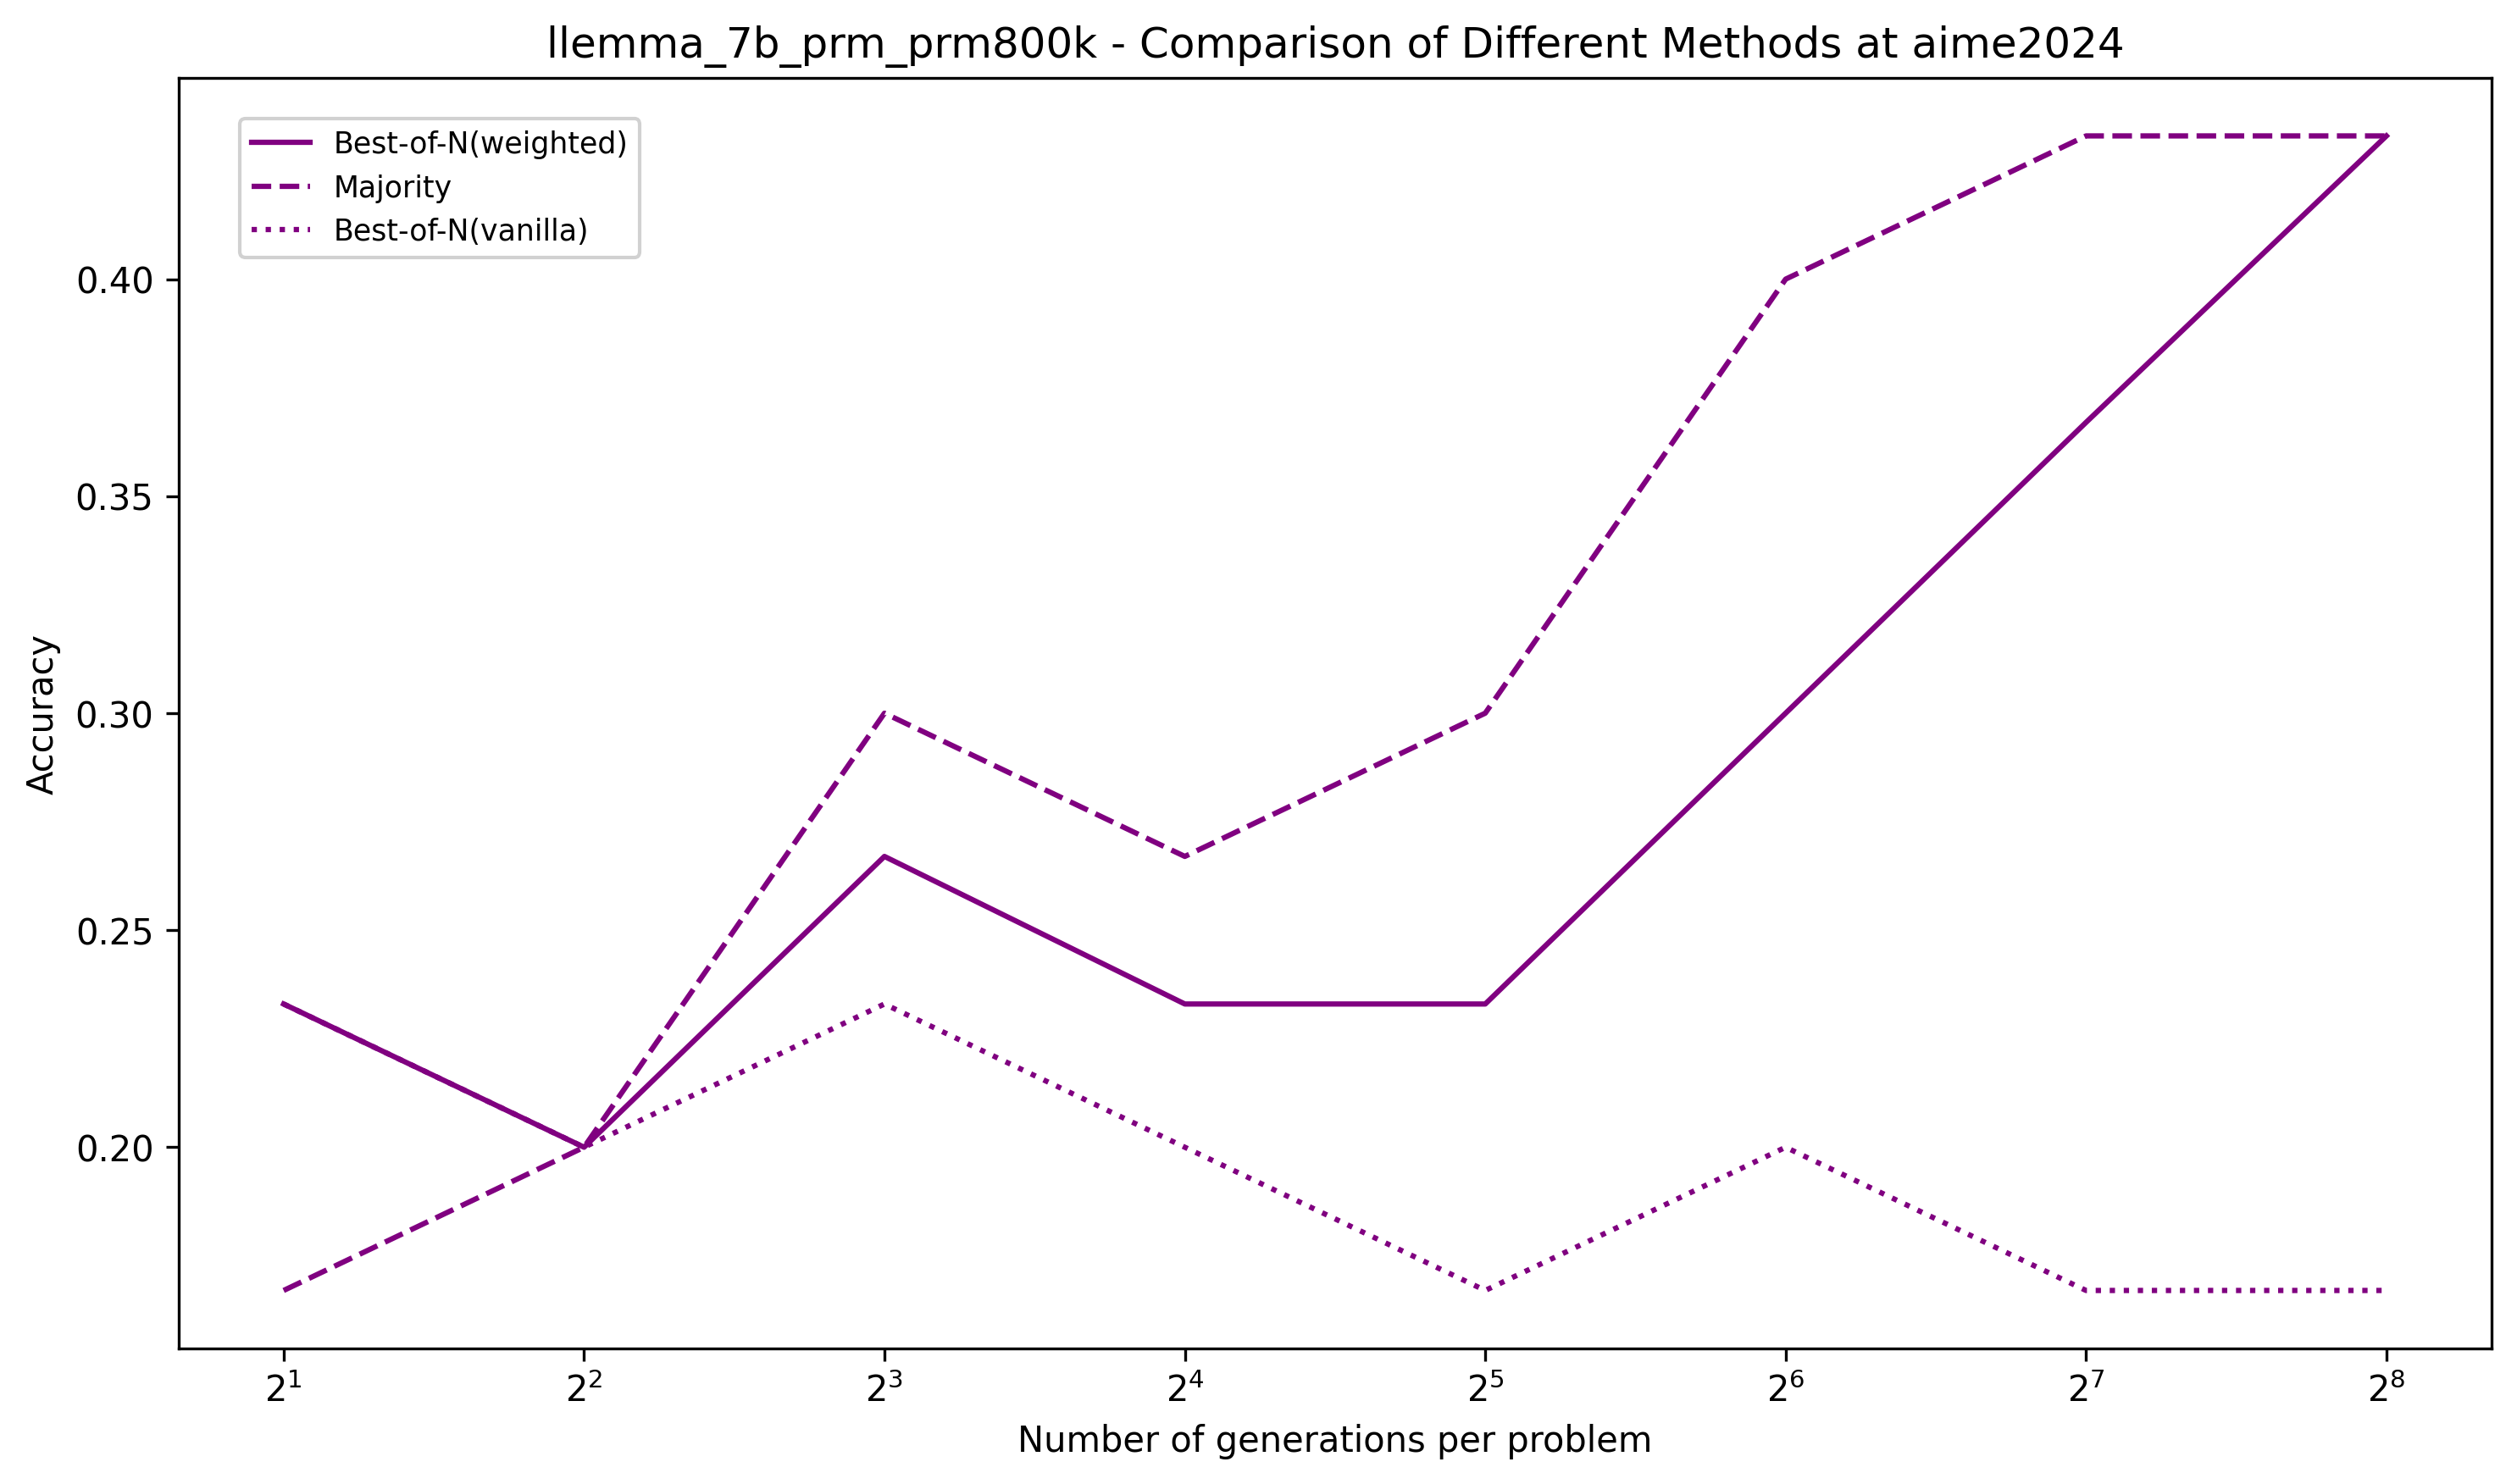 llemma_7b_prm_prm800k - Comparison of Different Methods at aime2024
Best-of-N(weighted)
Majority
Best-of-N(vanilla)
Accuracy
0.40
0.35
0.30
0.25
0.20
2¹ 2² 2³ 2⁴ 2⁵ 2⁶ 2⁷ 2⁸
Number of generations per problem